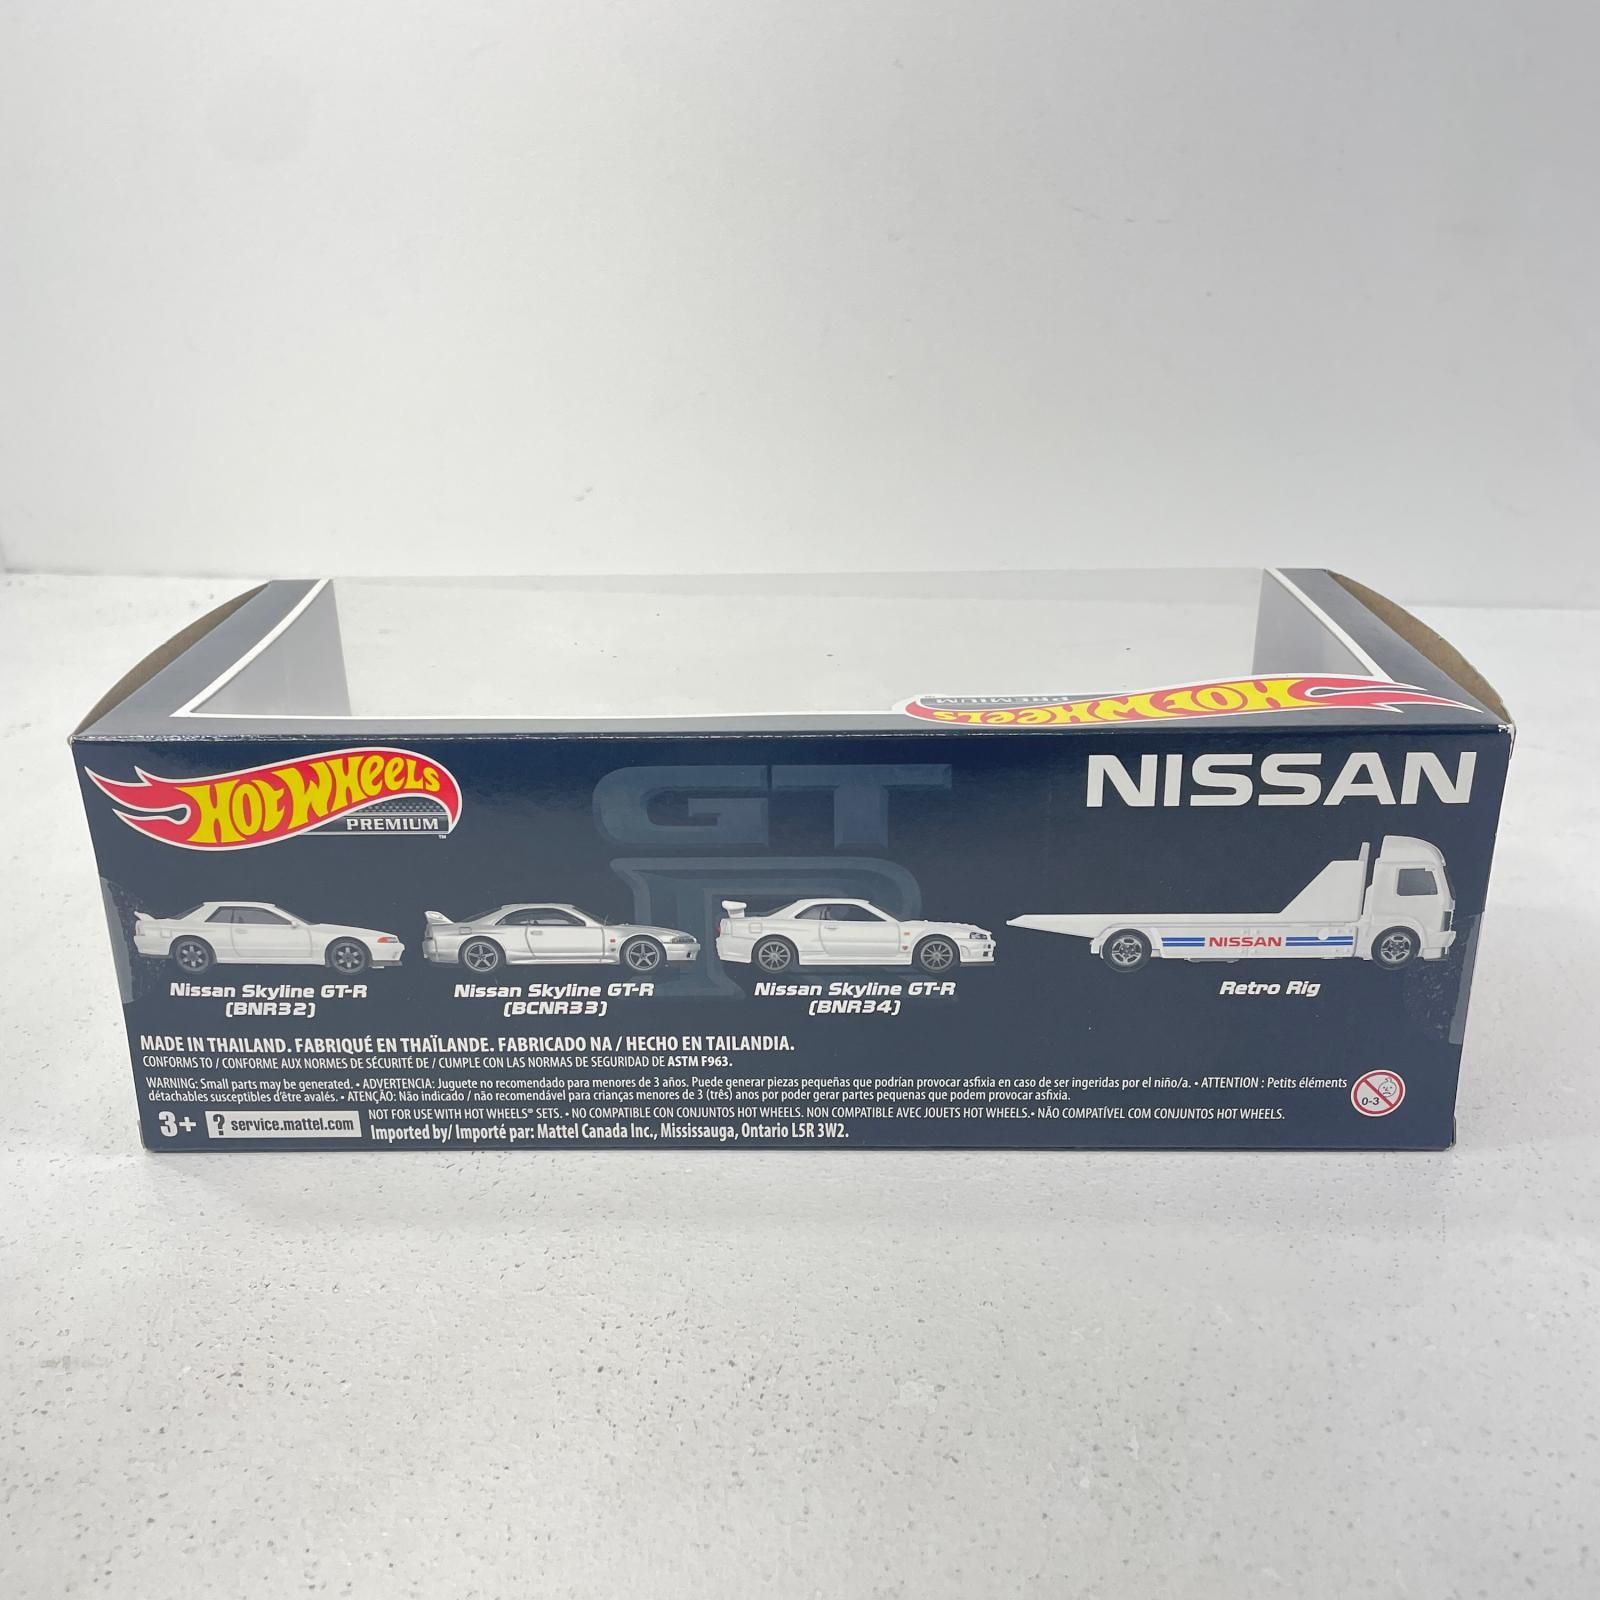 HOT WHEELS
PREMIUM
HOT WHEELS
PREMIUM
TM
GT
R
NISSAN
NISSAN
Nissan Skyline GT-R
(BNR32)
Nissan Skyline GT-R
(BCNR33)
Nissan Skyline GT-R
(BNR34)
Retro Rig
MADE IN THAILAND. FABRIQUÉ EN THAÏLANDE. FABRICADO NA / HECHO EN TAILANDIA.
CONFORMS TO / CONFORME AUX NORMES DE SÉCURITÉ DE / CUMPLE CON LAS NORMAS DE SEGURIDAD DE ASTM F963.
WARNING: Small parts may be generated. • ADVERTENCIA: Juguete no recomendado para menores de 3 años. Puede generar piezas pequeñas que podrían provocar asfixia en caso de ser ingeridas por el niño/a. • ATTENTION : Petits éléments
détachables susceptibles d'être avalés. • ATENÇÃO: Não indicado / não recomendável para crianças menores de 3 (três) anos por poder gerar partes pequenas que podem provocar asfixia.
0-3
3+
? service.mattel.com
NOT FOR USE WITH HOT WHEELS® SETS. • NO COMPATIBLE CON CONJUNTOS HOT WHEELS. NON COMPATIBLE AVEC JOUETS HOT WHEELS. • NÃO COMPATÍVEL COM CONJUNTOS HOT WHEELS.
Imported by/ Importé par: Mattel Canada Inc., Mississauga, Ontario L5R 3W2.